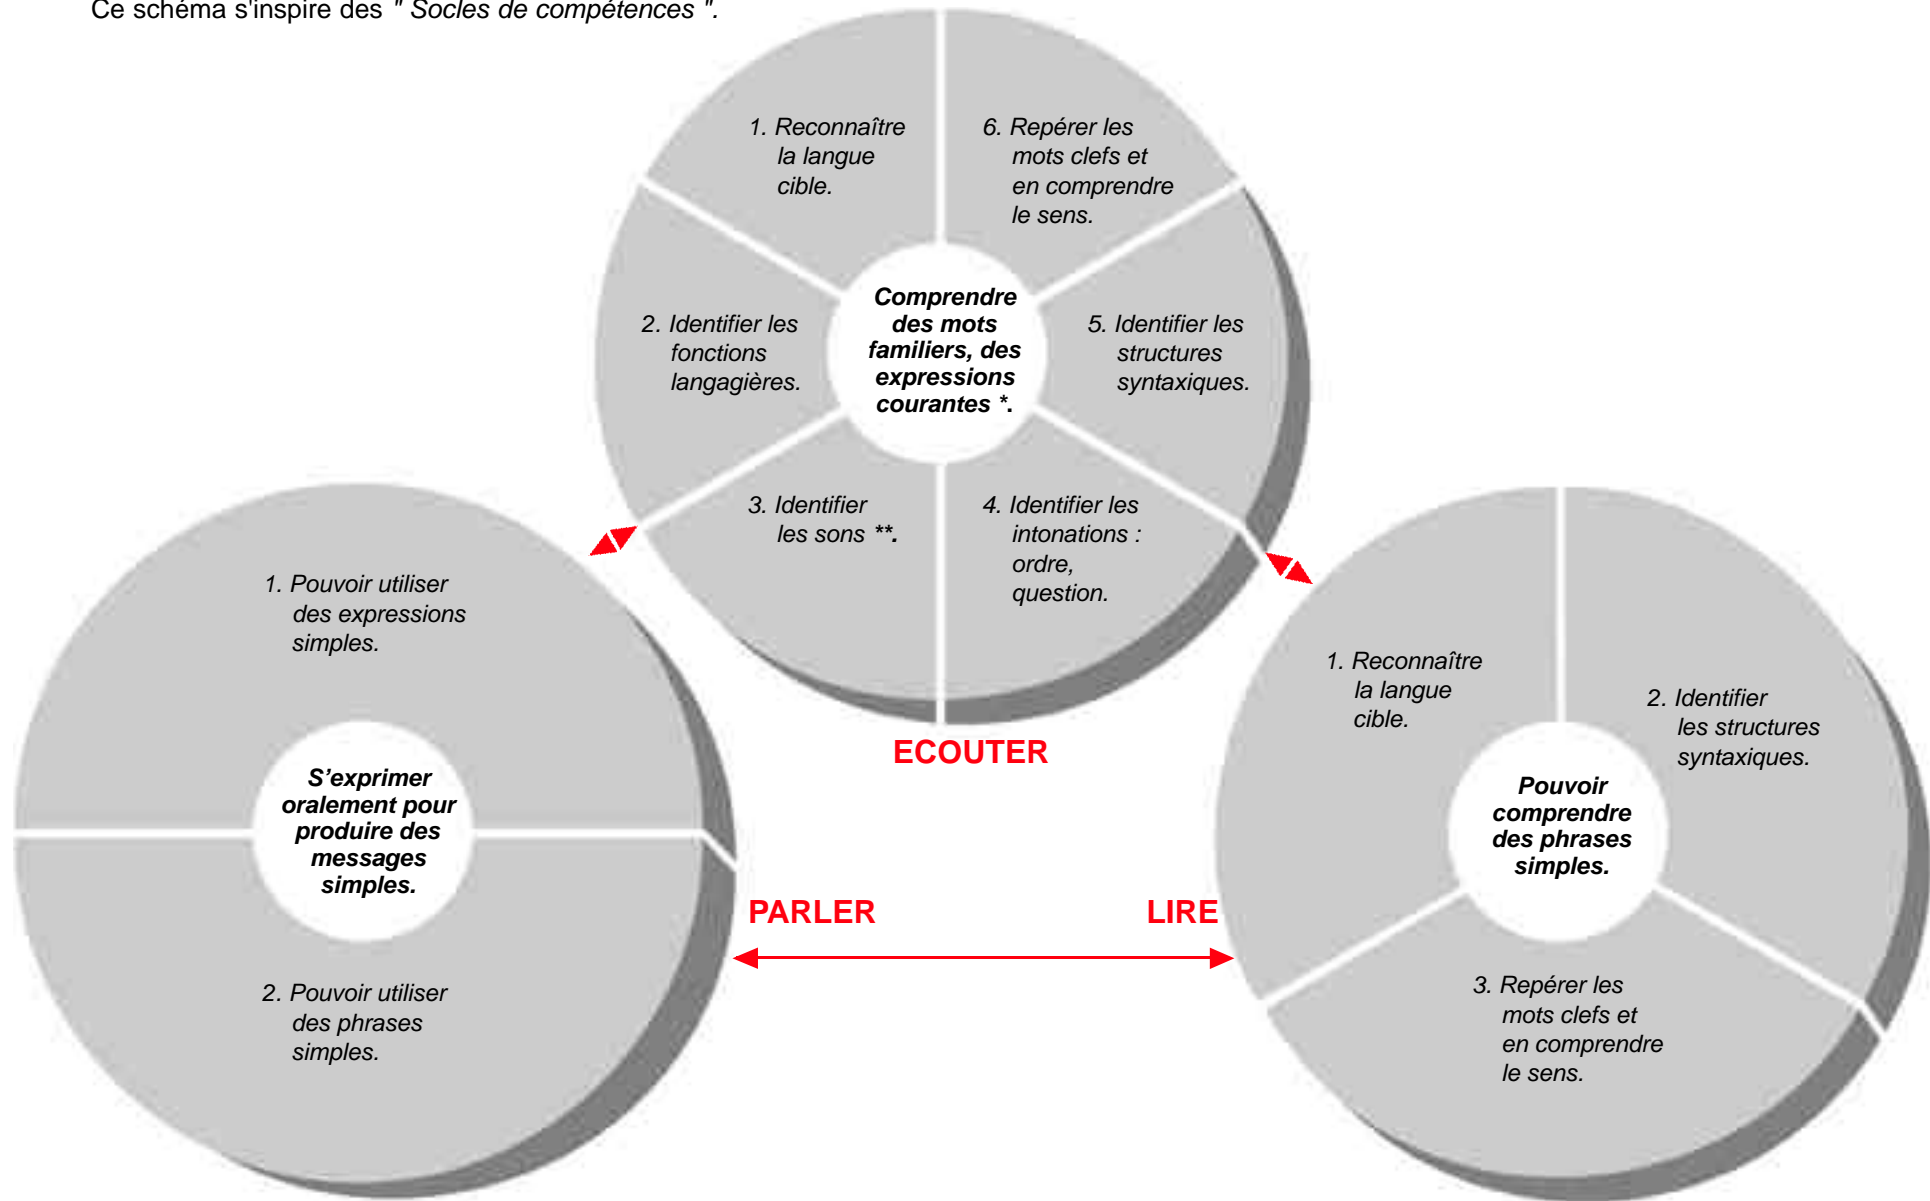 Ce schéma s'inspire des " Socles de compétences ".
1. Reconnaître
la langue
cible.
6. Repérer les
mots clefs et
en comprendre
le sens.
2. Identifier les
fonctions
langagières.
Comprendre
des mots
familiers, des
expressions
courantes *.
5. Identifier les
structures
syntaxiques.
3. Identifier
les sons **.
4. Identifier les
intonations :
ordre,
question.
ECOUTER
1. Pouvoir utiliser
des expressions
simples.
S’exprimer
oralement pour
produire des
messages
simples.
2. Pouvoir utiliser
des phrases
simples.
PARLER
LIRE
1. Reconnaître
la langue
cible.
2. Identifier
les structures
syntaxiques.
Pouvoir
comprendre
des phrases
simples.
3. Repérer les
mots clefs et
en comprendre
le sens.